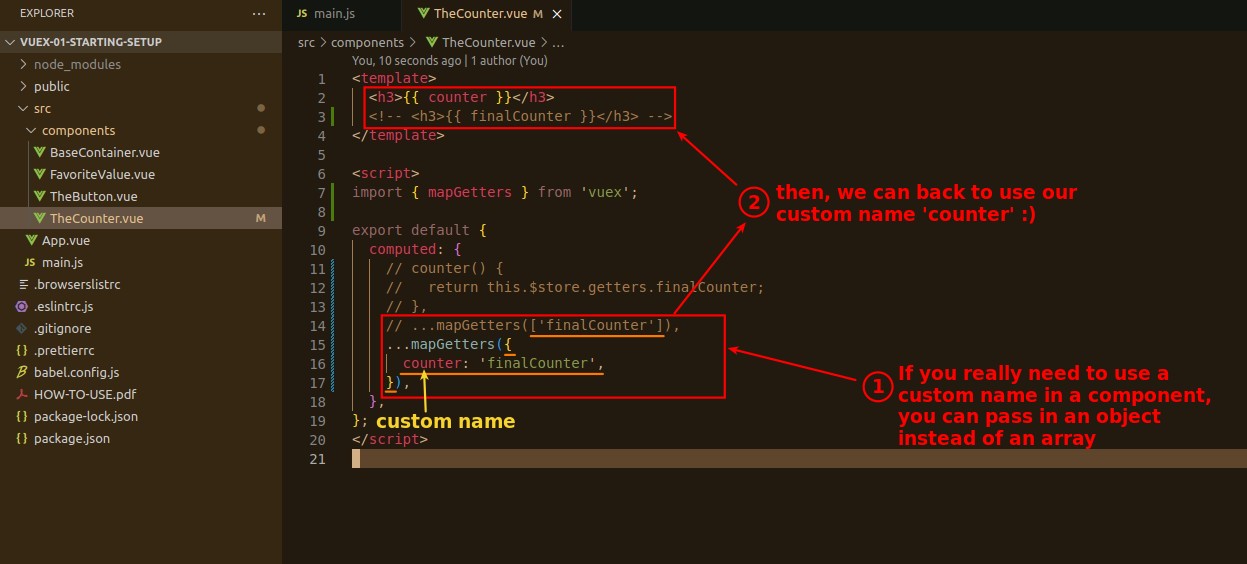 EXPLORER ...
VUEX-01-STARTING-SETUP
node_modules
public
src
components
BaseContainer.vue
FavoriteValue.vue
TheButton.vue
TheCounter.vue M
App.vue
JS main.js
.browserslistrc
.eslintrc.js
.gitignore
{} .prettierrc
babel.config.js
HOW-TO-USE.pdf
{} package-lock.json
{} package.json
JS main.js
TheCounter.vue M ×
src > components > TheCounter.vue > ...
You, 10 seconds ago | 1 author (You)
1 <template>
2 <h3>{{ counter }}</h3>
3 <!-- <h3>{{ finalCounter }}</h3> -->
4 </template>
5
6 <script>
7 import { mapGetters } from 'vuex';
8
9 export default {
10 computed: {
11 // counter() {
12 // return this.$store.getters.finalCounter;
13 // },
14 // ...mapGetters(['finalCounter']),
15 ...mapGetters({
16 counter: 'finalCounter',
17 }),
18 },
19 };
20 </script>
21
custom name
2 then, we can back to use our
custom name 'counter' :)
1 If you really need to use a
custom name in a component,
you can pass in an object
instead of an array